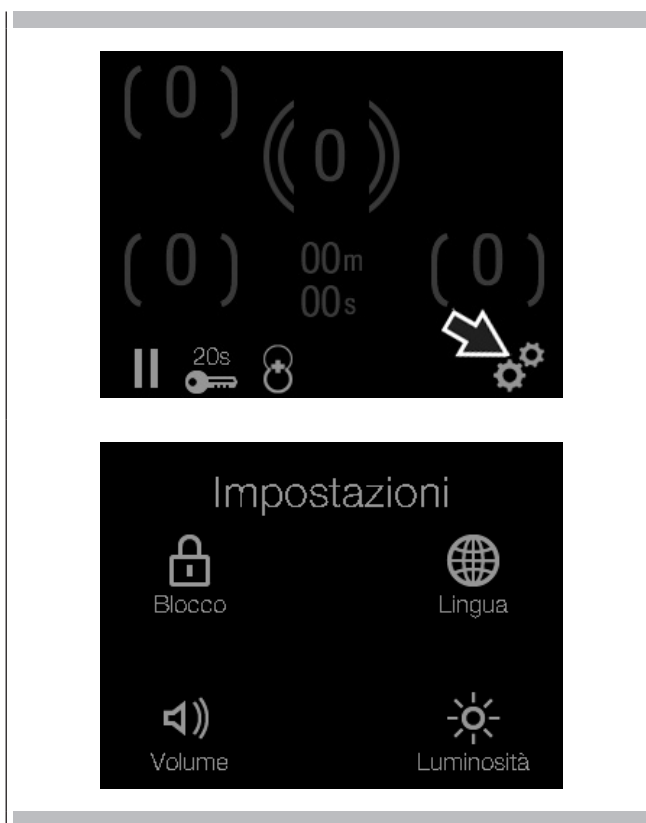 0
0
0 0
00m
00s
20s
Impostazioni
Blocco Lingua
Volume Luminosità